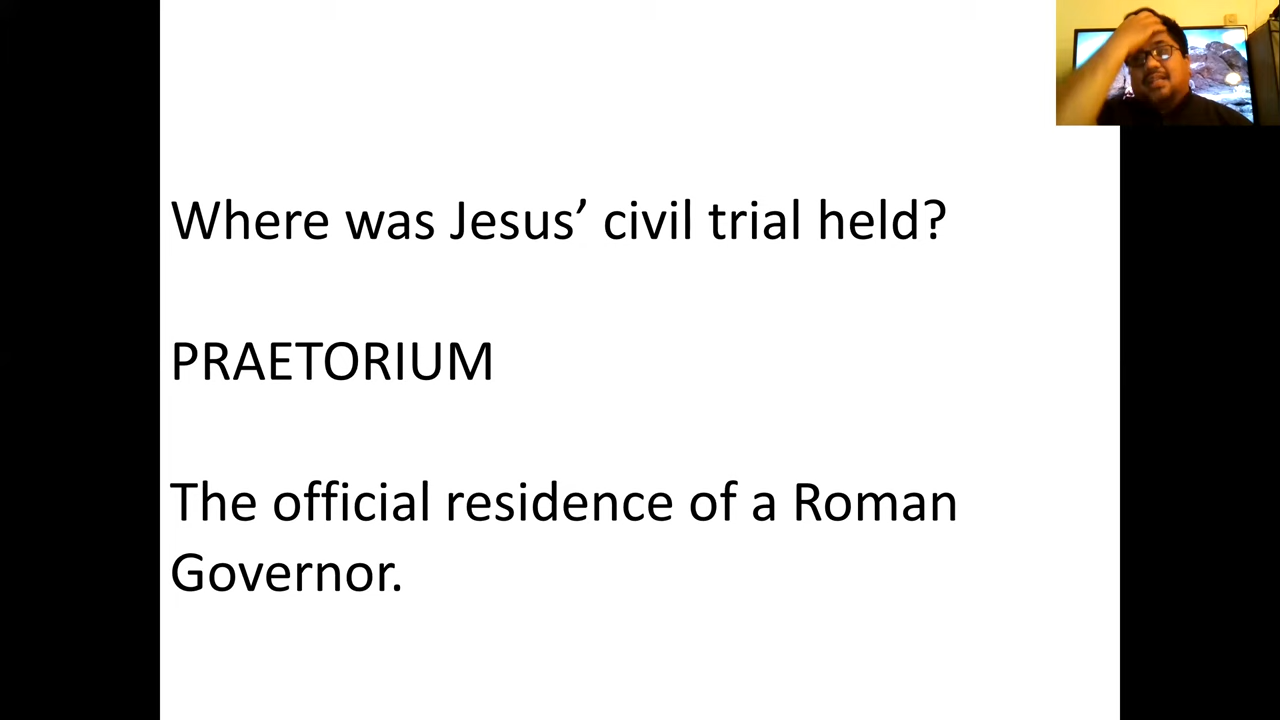 Where was Jesus’ civil trial held?
PRAETORIUM
The official residence of a Roman
Governor.